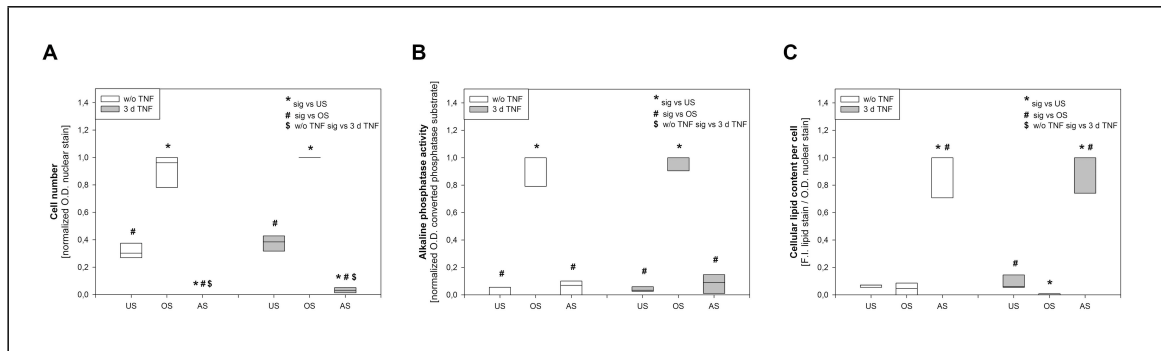 A
Cell number
[normalized O.D. nuclear stain]
w/o TNF
3 d TNF
* sig vs US
# sig vs OS
$ w/o TNF sig vs 3 d TNF
1,4
1,2
1,0
0,8
0,6
0,4
0,2
0,0
#
*
* # $
#
*
* # $
US OS AS US OS AS
B
Alkaline phosphatase activity
[normalized O.D. converted phosphatase substrate]
w/o TNF
3 d TNF
* sig vs US
# sig vs OS
$ w/o TNF sig vs 3 d TNF
1,4
1,2
1,0
0,8
0,6
0,4
0,2
0,0
#
*
#
#
*
#
US OS AS US OS AS
C
Cellular lipid content per cell
[F.I. lipid stain / O.D. nuclear stain]
w/o TNF
3 d TNF
* sig vs US
# sig vs OS
$ w/o TNF sig vs 3 d TNF
1,4
1,2
1,0
0,8
0,6
0,4
0,2
0,0
* #
#
*
* #
US OS AS US OS AS